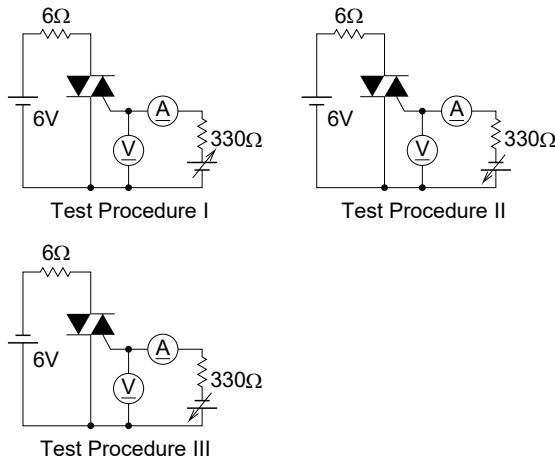 6Ω
6V
A
V
330Ω
Test Procedure I
6Ω
6V
A
V
330Ω
Test Procedure II
6Ω
6V
A
V
330Ω
Test Procedure III